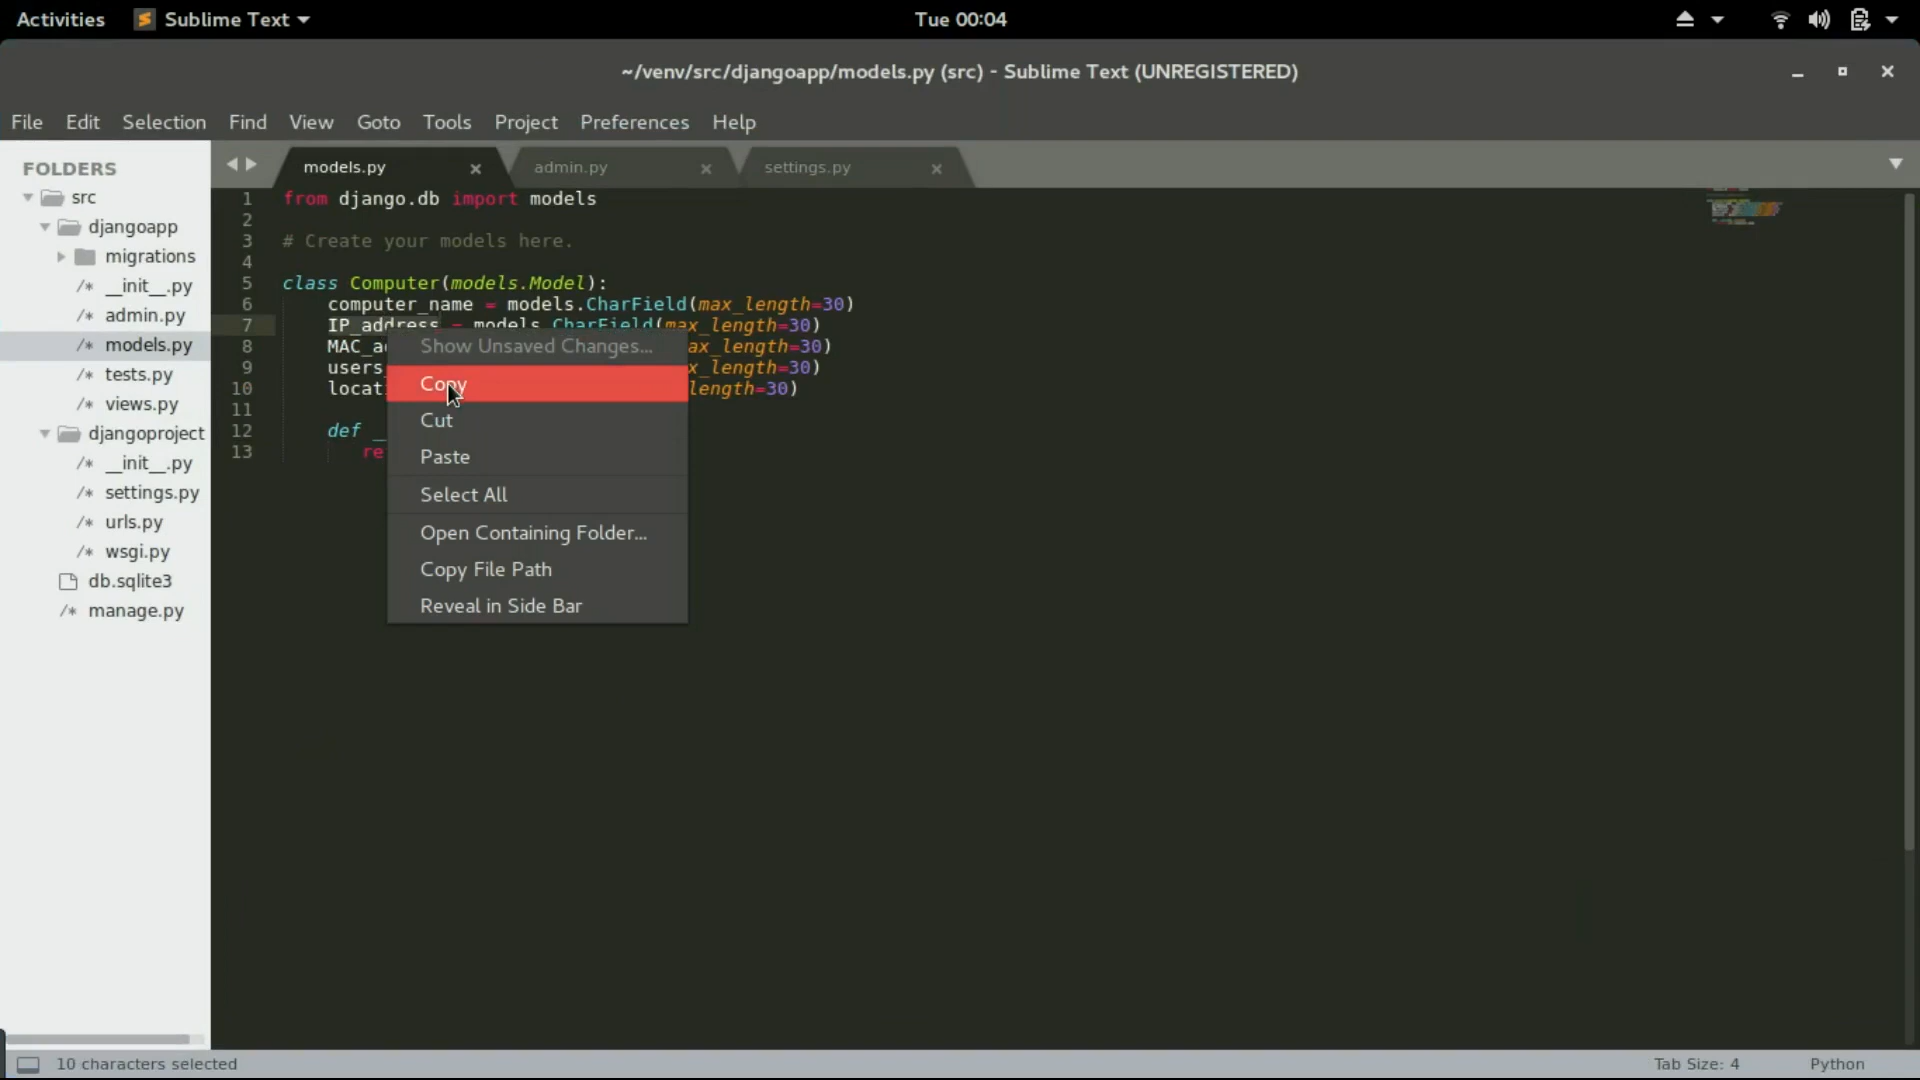 Activities Sublime Text Tue 00:04
~/venv/src/djangoapp/models.py (src) - Sublime Text (UNREGISTERED)
File Edit Selection Find View Goto Tools Project Preferences Help
FOLDERS
src
djangoapp
migrations
/* __init__.py
/* admin.py
/* models.py
/* tests.py
/* views.py
djangoproject
/* __init__.py
/* settings.py
/* urls.py
/* wsgi.py
db.sqlite3
/* manage.py
models.py admin.py settings.py
1 from django.db import models
2
3 # Create your models here.
4
5 class Computer(models.Model):
6 computer_name = models.CharField(max_length=30)
7 IP_address = models.CharField(max_length=30)
8 MAC_a ax_length=30)
9 users_ x_length=30)
10 locat length=30)
11
12 def _
13 re
Show Unsaved Changes...
Copy
Cut
Paste
Select All
Open Containing Folder...
Copy File Path
Reveal in Side Bar
10 characters selected Tab Size: 4 Python